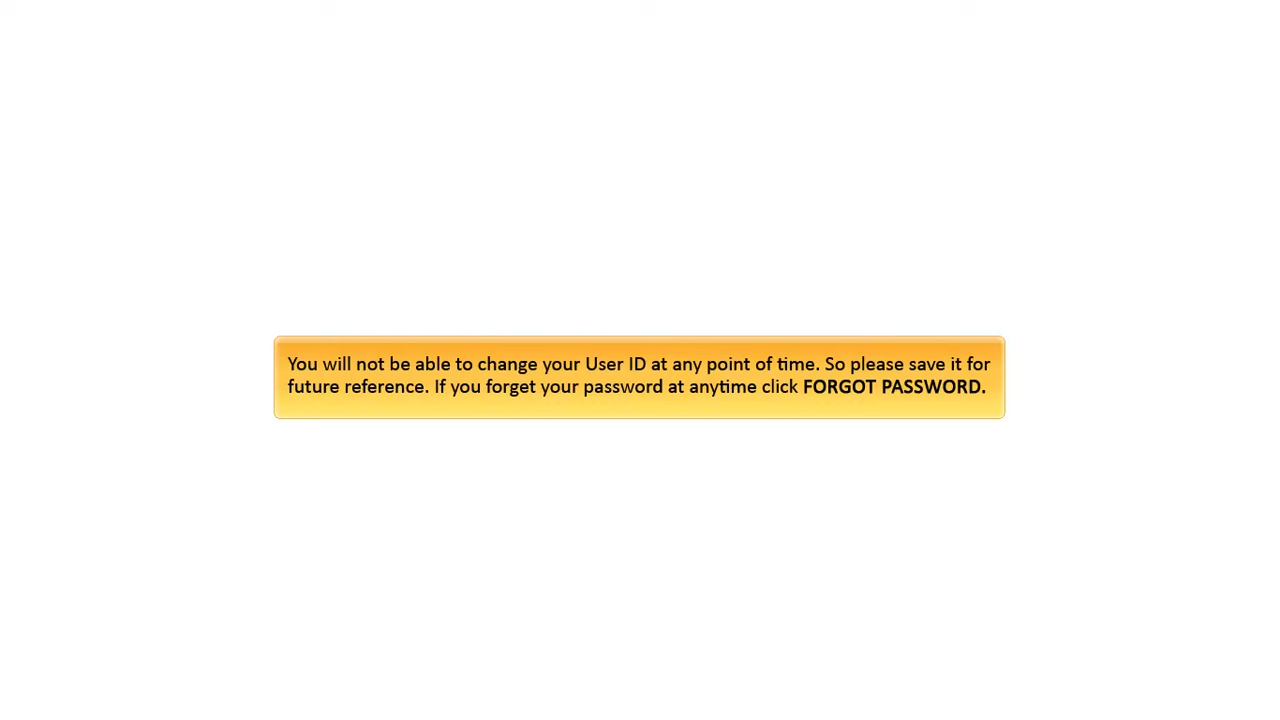 You will not be able to change your User ID at any point of time. So please save it for
future reference. If you forget your password at anytime click FORGOT PASSWORD.